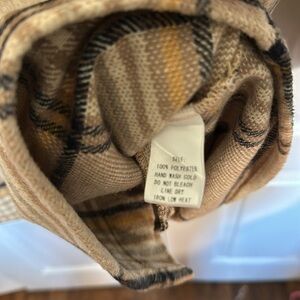 SELF:
100% POLYESTER
HAND WASH COLD
DO NOT BLEACH
LINE DRY
IRON LOW HEAT